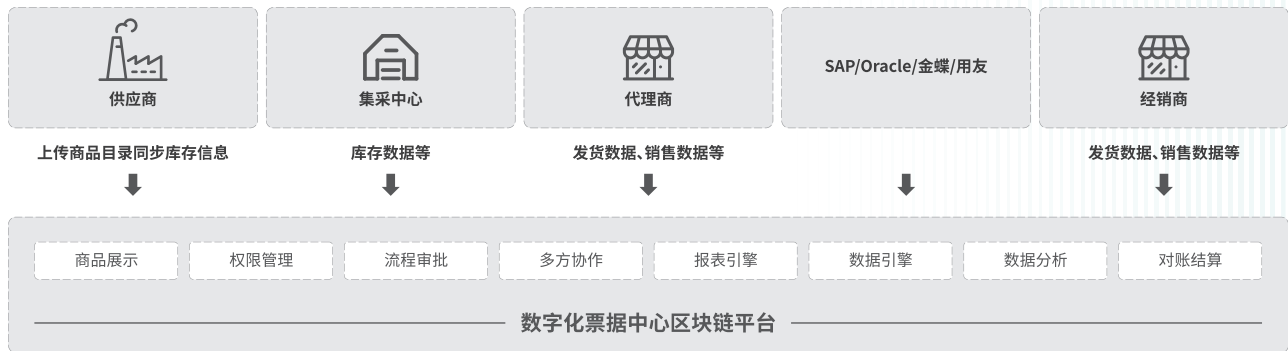 供应商
集采中心
代理商
SAP/Oracle/金蝶/用友
经销商
上传商品目录同步库存信息
库存数据等
发货数据、销售数据等
发货数据、销售数据等
商品展示
权限管理
流程审批
多方协作
报表引擎
数据引擎
数据分析
对账结算
数字化票据中心区块链平台